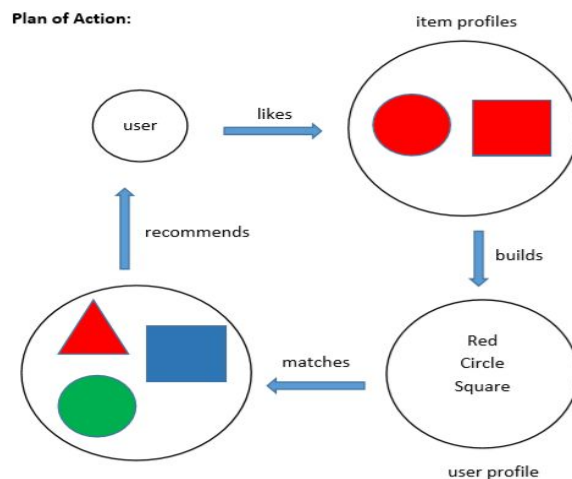 Plan of Action:
item profiles
user
likes
recommends
builds
Red
Circle
Square
matches
user profile